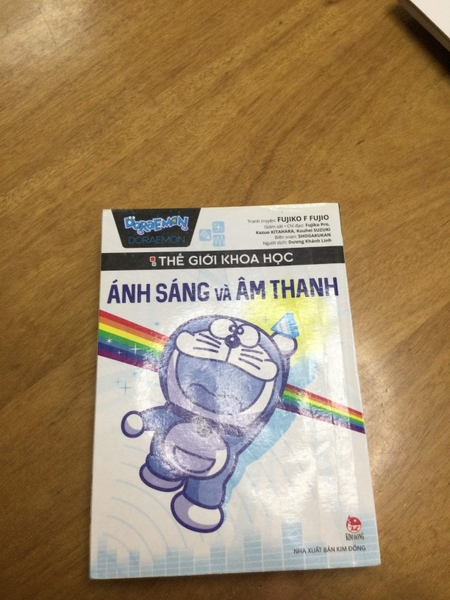 DORAEMON
DORAEMON
Tranh truyện: FUJIKO F FUJIO
Giám sát - Chỉ đạo: Fujiko Pro,
Kazuo KITAHARA, Kouhei SUZUKI
Biên soạn: SHOGAKUKAN
Người dịch: Dương Khánh Linh
THẾ GIỚI KHOA HỌC
ÁNH SÁNG VÀ ÂM THANH
KIM ĐỒNG
NHÀ XUẤT BẢN KIM ĐỒNG